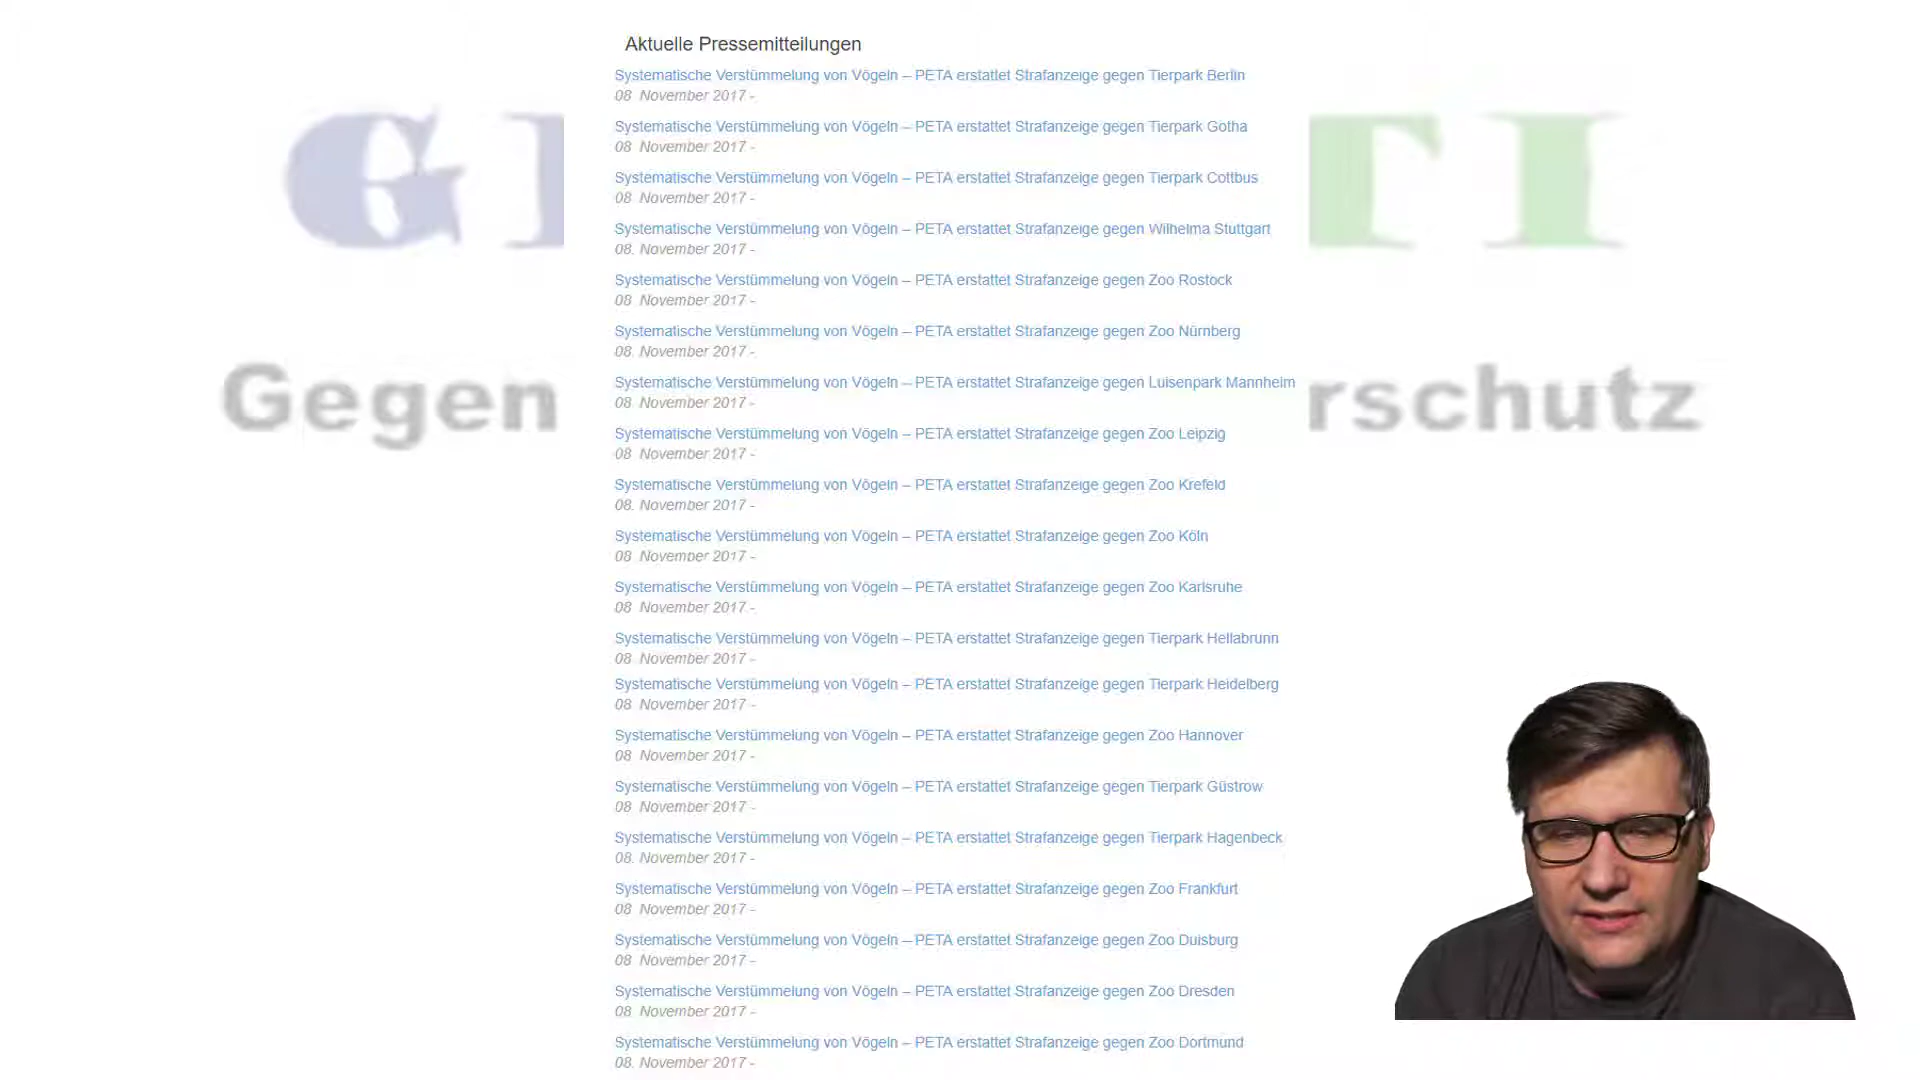 Aktuelle Pressemitteilungen
Systematische Verstümmelung von Vögeln – PETA erstattet Strafanzeige gegen Tierpark Berlin
08. November 2017 -
Systematische Verstümmelung von Vögeln – PETA erstattet Strafanzeige gegen Tierpark Gotha
08. November 2017 -
Systematische Verstümmelung von Vögeln – PETA erstattet Strafanzeige gegen Tierpark Cottbus
08. November 2017 -
Systematische Verstümmelung von Vögeln – PETA erstattet Strafanzeige gegen Wilhelma Stuttgart
08. November 2017 -
Systematische Verstümmelung von Vögeln – PETA erstattet Strafanzeige gegen Zoo Rostock
08. November 2017 -
Systematische Verstümmelung von Vögeln – PETA erstattet Strafanzeige gegen Zoo Nürnberg
08. November 2017 -
Systematische Verstümmelung von Vögeln – PETA erstattet Strafanzeige gegen Luisenpark Mannheim
08. November 2017 -
Gegen rschutz
Systematische Verstümmelung von Vögeln – PETA erstattet Strafanzeige gegen Zoo Leipzig
08. November 2017 -
Systematische Verstümmelung von Vögeln – PETA erstattet Strafanzeige gegen Zoo Krefeld
08. November 2017 -
Systematische Verstümmelung von Vögeln – PETA erstattet Strafanzeige gegen Zoo Köln
08. November 2017 -
Systematische Verstümmelung von Vögeln – PETA erstattet Strafanzeige gegen Zoo Karlsruhe
08. November 2017 -
Systematische Verstümmelung von Vögeln – PETA erstattet Strafanzeige gegen Tierpark Hellabrunn
08. November 2017 -
Systematische Verstümmelung von Vögeln – PETA erstattet Strafanzeige gegen Tierpark Heidelberg
08. November 2017 -
Systematische Verstümmelung von Vögeln – PETA erstattet Strafanzeige gegen Zoo Hannover
08. November 2017 -
Systematische Verstümmelung von Vögeln – PETA erstattet Strafanzeige gegen Tierpark Güstrow
08. November 2017 -
Systematische Verstümmelung von Vögeln – PETA erstattet Strafanzeige gegen Tierpark Hagenbeck
08. November 2017 -
Systematische Verstümmelung von Vögeln – PETA erstattet Strafanzeige gegen Zoo Frankfurt
08. November 2017 -
Systematische Verstümmelung von Vögeln – PETA erstattet Strafanzeige gegen Zoo Duisburg
08. November 2017 -
Systematische Verstümmelung von Vögeln – PETA erstattet Strafanzeige gegen Zoo Dresden
08. November 2017 -
Systematische Verstümmelung von Vögeln – PETA erstattet Strafanzeige gegen Zoo Dortmund
08. November 2017 -